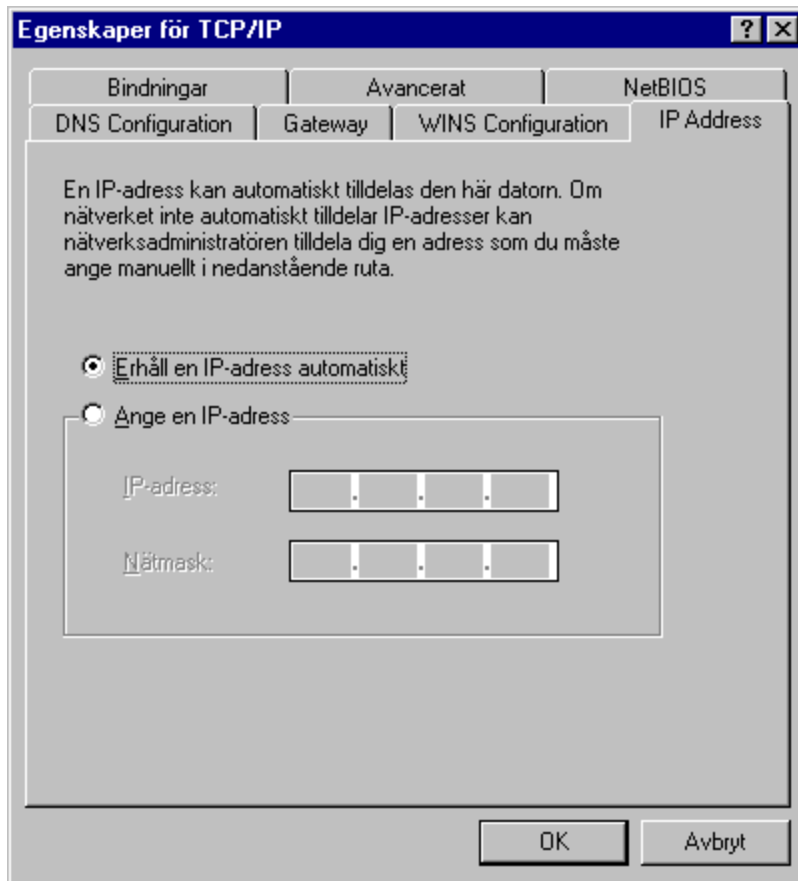 Egenskaper för TCP/IP
Bindningar
Avancerat
NetBIOS
DNS Configuration
Gateway
WINS Configuration
IP Address
En IP-adress kan automatiskt tilldelas den här datorn. Om
nätverket inte automatiskt tilldelar IP-adresser kan
nätverksadministratören tilldela dig en adress som du måste
ange manuellt i nedanstående ruta.
Erhåll en IP-adress automatiskt
Ange en IP-adress
IP-adress:
Nätmask:
OK
Avbryt